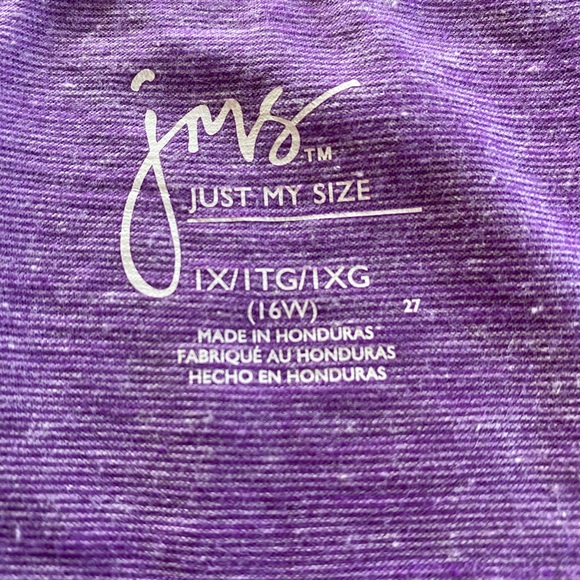 jms™
JUST MY SIZE
1X/1TG/1XG
(16W) 27
MADE IN HONDURAS
FABRIQUÉ AU HONDURAS
HECHO EN HONDURAS